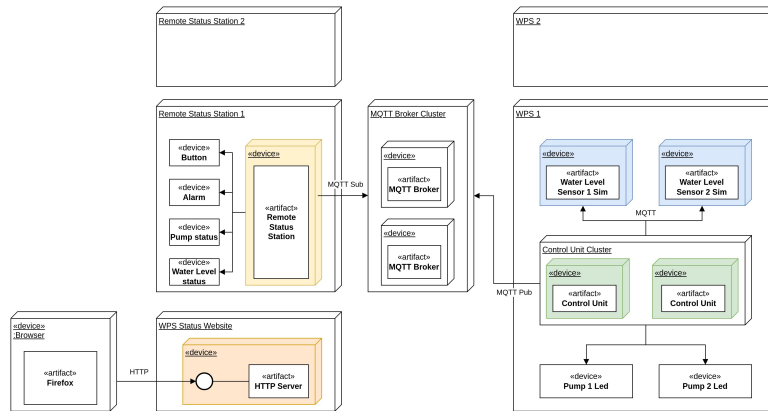 Remote Status Station 2
WPS 2
Remote Status Station 1
«device»
Button
«device»
Alarm
«device»
Pump status
«device»
Water Level
status
«device»
«artifact»
Remote
Status
Station
MQTT Sub
MQTT Broker Cluster
«device»
«artifact»
MQTT Broker
«device»
«artifact»
MQTT Broker
MQTT Pub
WPS 1
«device»
«artifact»
Water Level
Sensor 1 Sim
«device»
«artifact»
Water Level
Sensor 2 Sim
MQTT
Control Unit Cluster
«device»
«artifact»
Control Unit
«device»
«artifact»
Control Unit
«device»
Pump 1 Led
«device»
Pump 2 Led
«device»
:Browser
«artifact»
Firefox
HTTP
WPS Status Website
«device»
«artifact»
HTTP Server